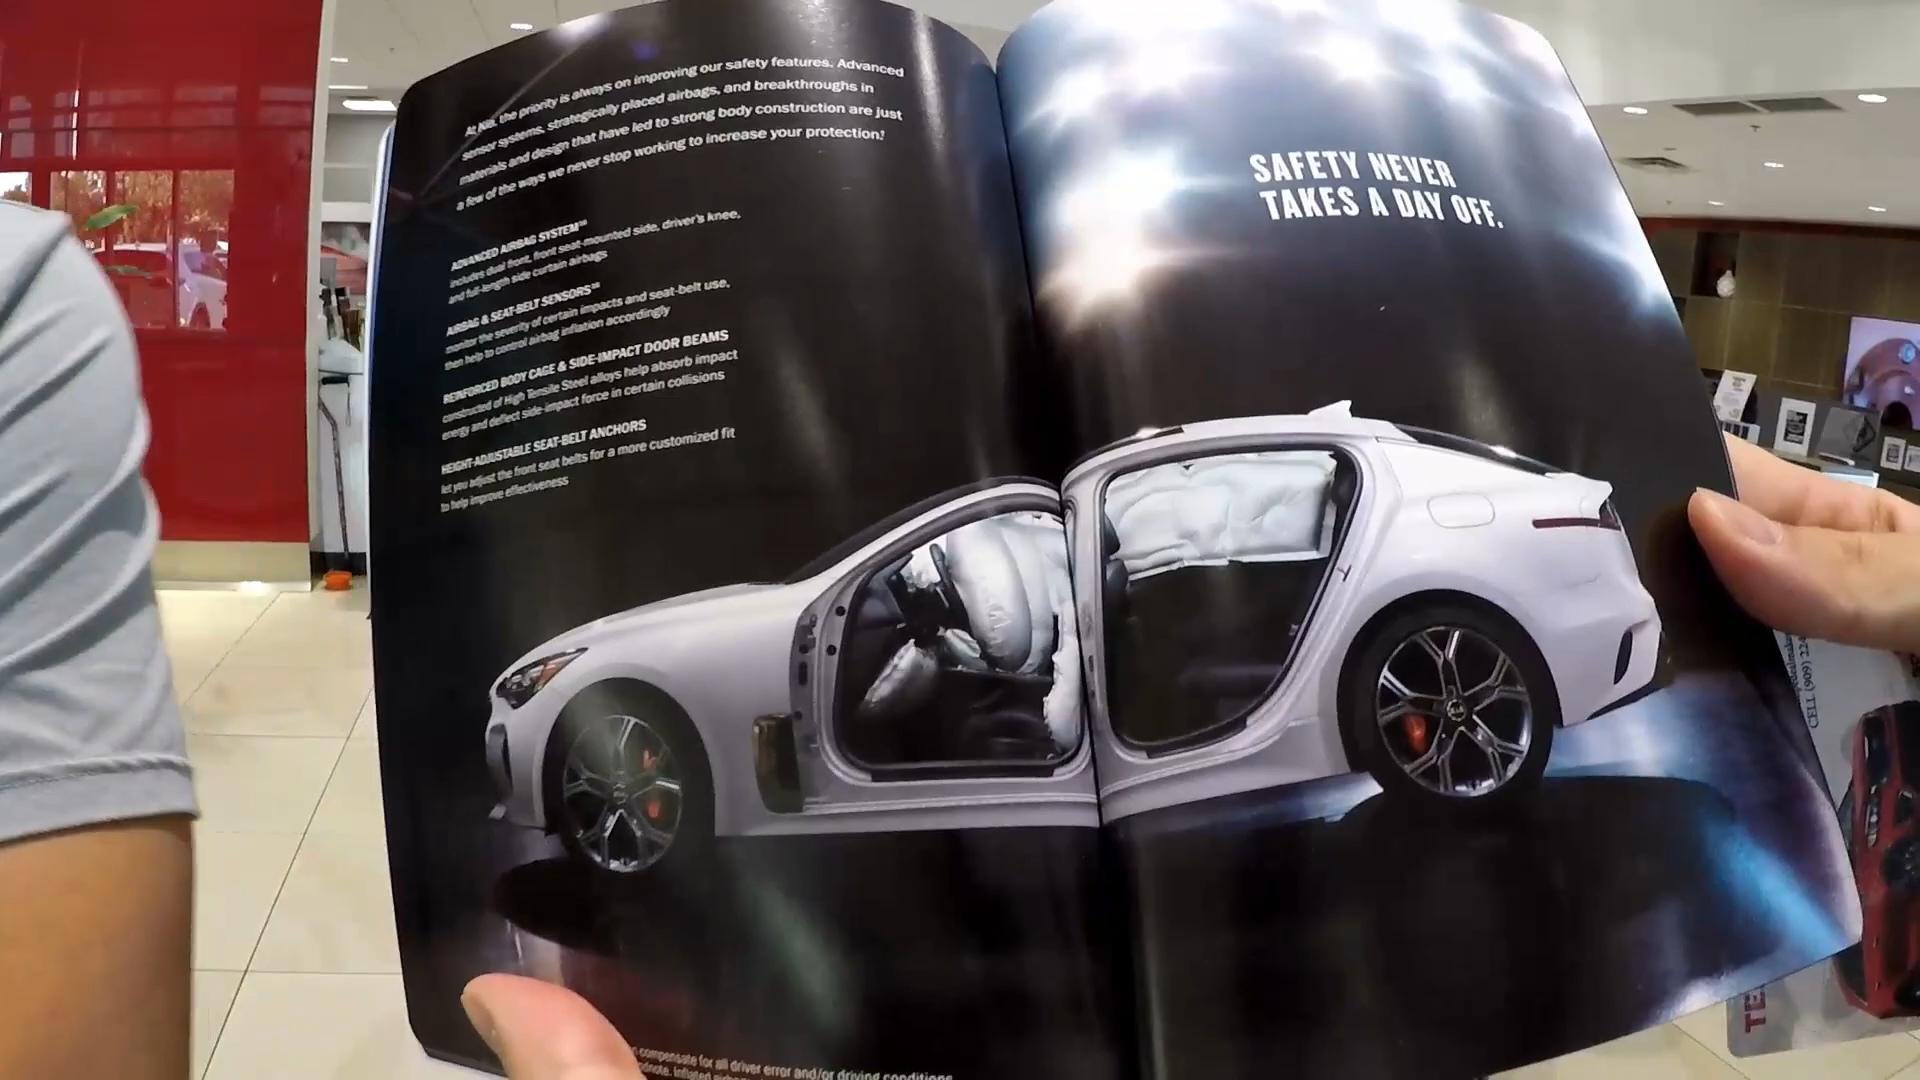 At Kia, the priority is always on improving our safety features. Advanced
sensor systems, strategically placed airbags, and breakthroughs in
materials and design that have led to strong body construction are just
a few of the ways we never stop working to increase your protection.
ADVANCED AIRBAG SYSTEM
includes dual front, front seat-mounted side, driver's knee,
and full-length side curtain airbags
AIRBAG & SEAT-BELT SENSORS
monitor the severity of certain impacts and seat-belt use,
then help to control airbag inflation accordingly
REINFORCED BODY CAGE & SIDE-IMPACT DOOR BEAMS
constructed of High Tensile Steel alloys help absorb impact
energy and deflect side-impact force in certain collisions
HEIGHT-ADJUSTABLE SEAT-BELT ANCHORS
let you adjust the front seat belts for a more customized fit
to help improve effectiveness
SAFETY NEVER
TAKES A DAY OFF.
compensate for all driver error and/or driving conditions
Inflated
CELL (909)